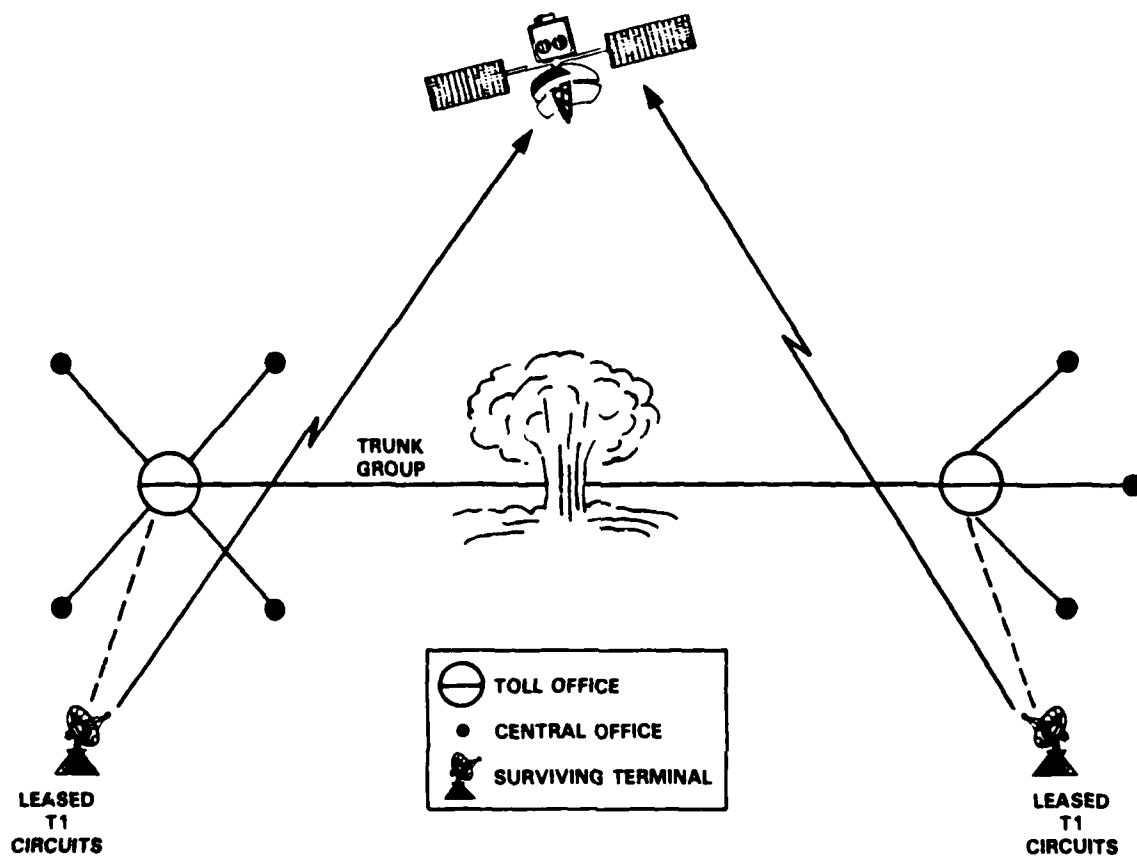 TRUNK
GROUP
TOLL OFFICE
CENTRAL OFFICE
SURVIVING TERMINAL
LEASED
T1
CIRCUITS
LEASED
T1
CIRCUITS